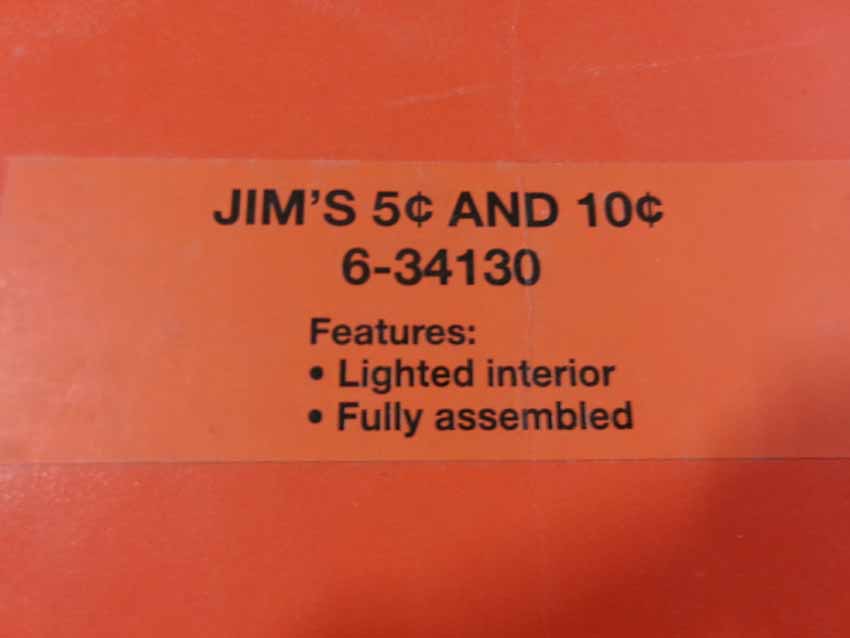 JIM'S 5¢ AND 10¢
6-34130
Features:
• Lighted interior
• Fully assembled